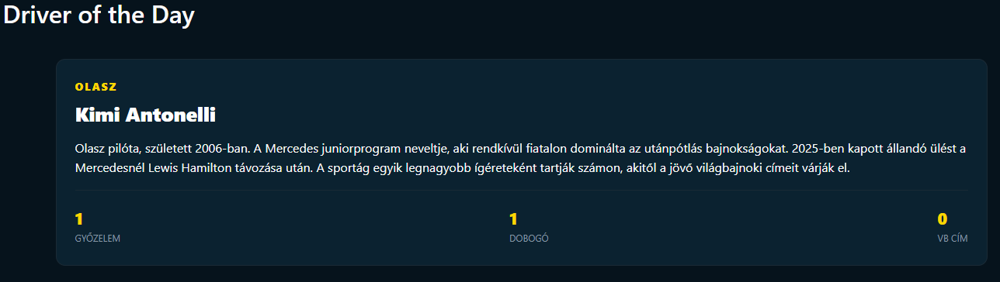 Driver of the Day
OLASZ
Kimi Antonelli
Olasz pilóta, született 2006-ban. A Mercedes juniorprogram neveltje, aki rendkívül fiatalon dominálta az utánpótlás bajnokságokat. 2025-ben kapott állandó ülést a
Mercedesnél Lewis Hamilton távozása után. A sportág egyik legnagyobb ígéreteként tartják számon, akitől a jövő világbajnoki címeit várják el.
1 1 0
GYŐZELEM DOBOGÓ VB CÍM